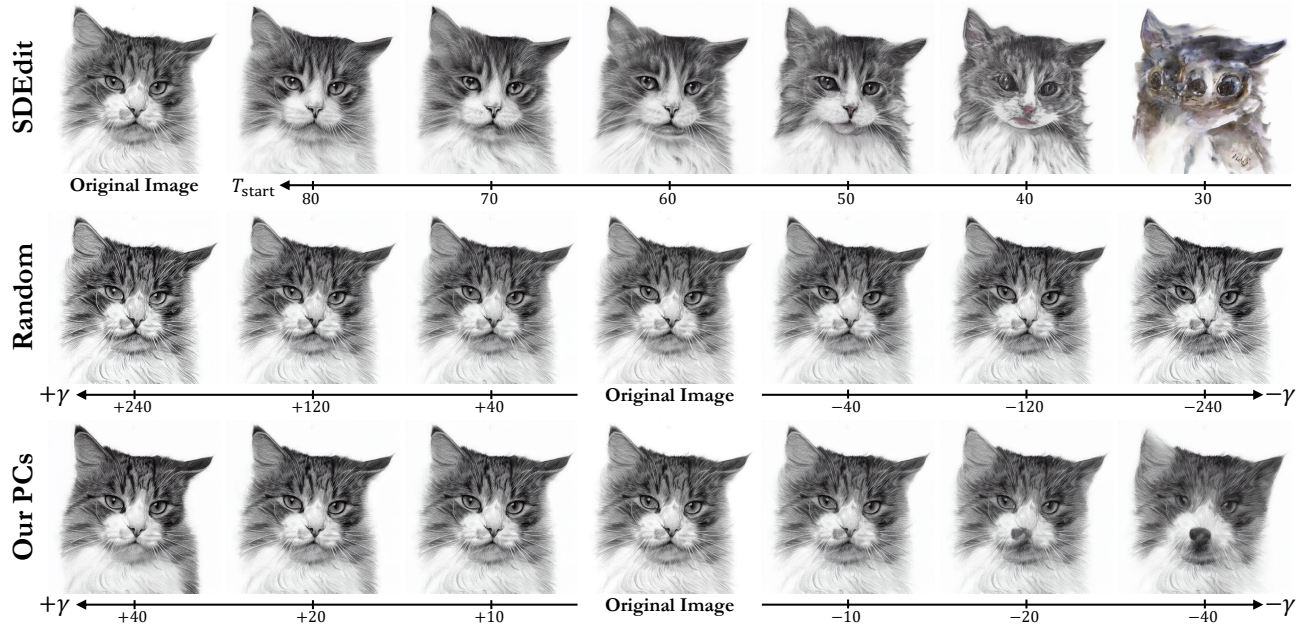 SDEdit
Original Image
T_start
80
70
60
50
40
30
Random
+γ
+240
+120
+40
Original Image
−40
−120
−240
−γ
Our PCs
+γ
+40
+20
+10
Original Image
−10
−20
−40
−γ